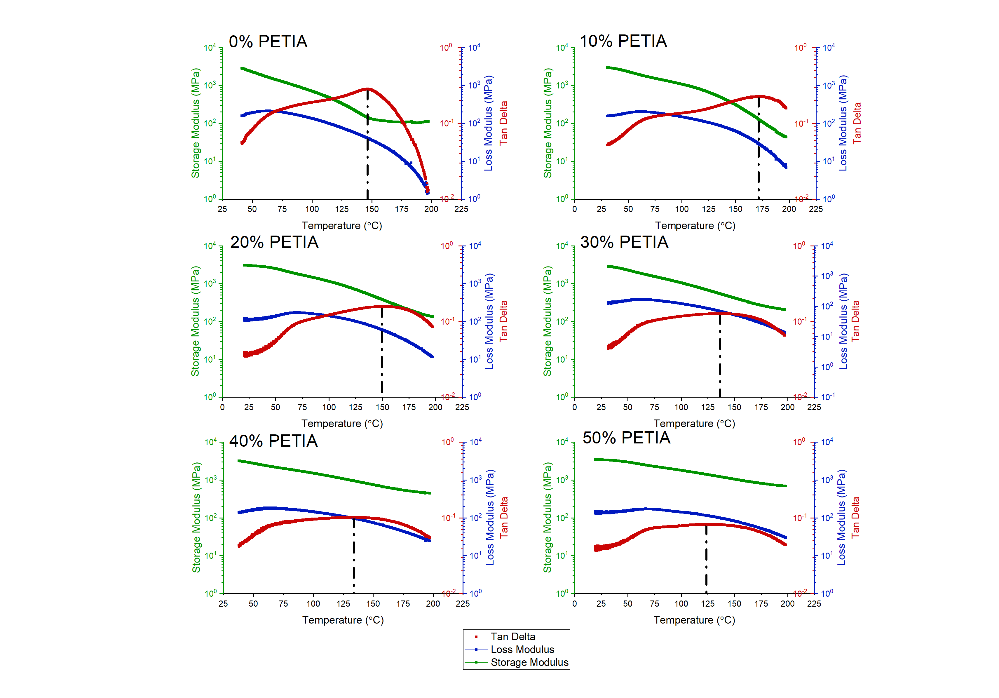 0% PETIA
10⁴
10³
10²
10¹
10⁰
Storage Modulus (MPa)
25 50 75 100 125 150 175 200 225
Temperature (°C)
10⁰
10⁻¹
10⁻²
10⁴
10³
10²
10¹
10⁰
Loss Modulus (MPa)
Tan Delta
10% PETIA
10⁴
10³
10²
10¹
10⁰
Storage Modulus (MPa)
0 25 50 75 100 125 150 175 200 225
Temperature (°C)
10⁰
10⁻¹
10⁻²
10⁴
10³
10²
10¹
10⁰
Loss Modulus (MPa)
Tan Delta
20% PETIA
10⁴
10³
10²
10¹
10⁰
Storage Modulus (MPa)
0 25 50 75 100 125 150 175 200 225
Temperature (°C)
10⁰
10⁻¹
10⁻²
10⁴
10³
10²
10¹
10⁰
Loss Modulus (MPa)
Tan Delta
30% PETIA
10⁴
10³
10²
10¹
10⁰
Storage Modulus (MPa)
0 25 50 75 100 125 150 175 200 225
Temperature (°C)
10⁰
10⁻¹
10⁻²
10⁴
10³
10²
10¹
10⁰
10⁻¹
Loss Modulus (MPa)
Tan Delta
40% PETIA
10⁴
10³
10²
10¹
10⁰
Storage Modulus (MPa)
25 50 75 100 125 150 175 200 225
Temperature (°C)
10⁰
10⁻¹
10⁻²
10⁴
10³
10²
10¹
10⁰
Loss Modulus (MPa)
Tan Delta
50% PETIA
10⁴
10³
10²
10¹
10⁰
Storage Modulus (MPa)
0 25 50 75 100 125 150 175 200 225
Temperature (°C)
10⁰
10⁻¹
10⁻²
10⁴
10³
10²
10¹
10⁰
Loss Modulus (MPa)
Tan Delta
Tan Delta
Loss Modulus
Storage Modulus